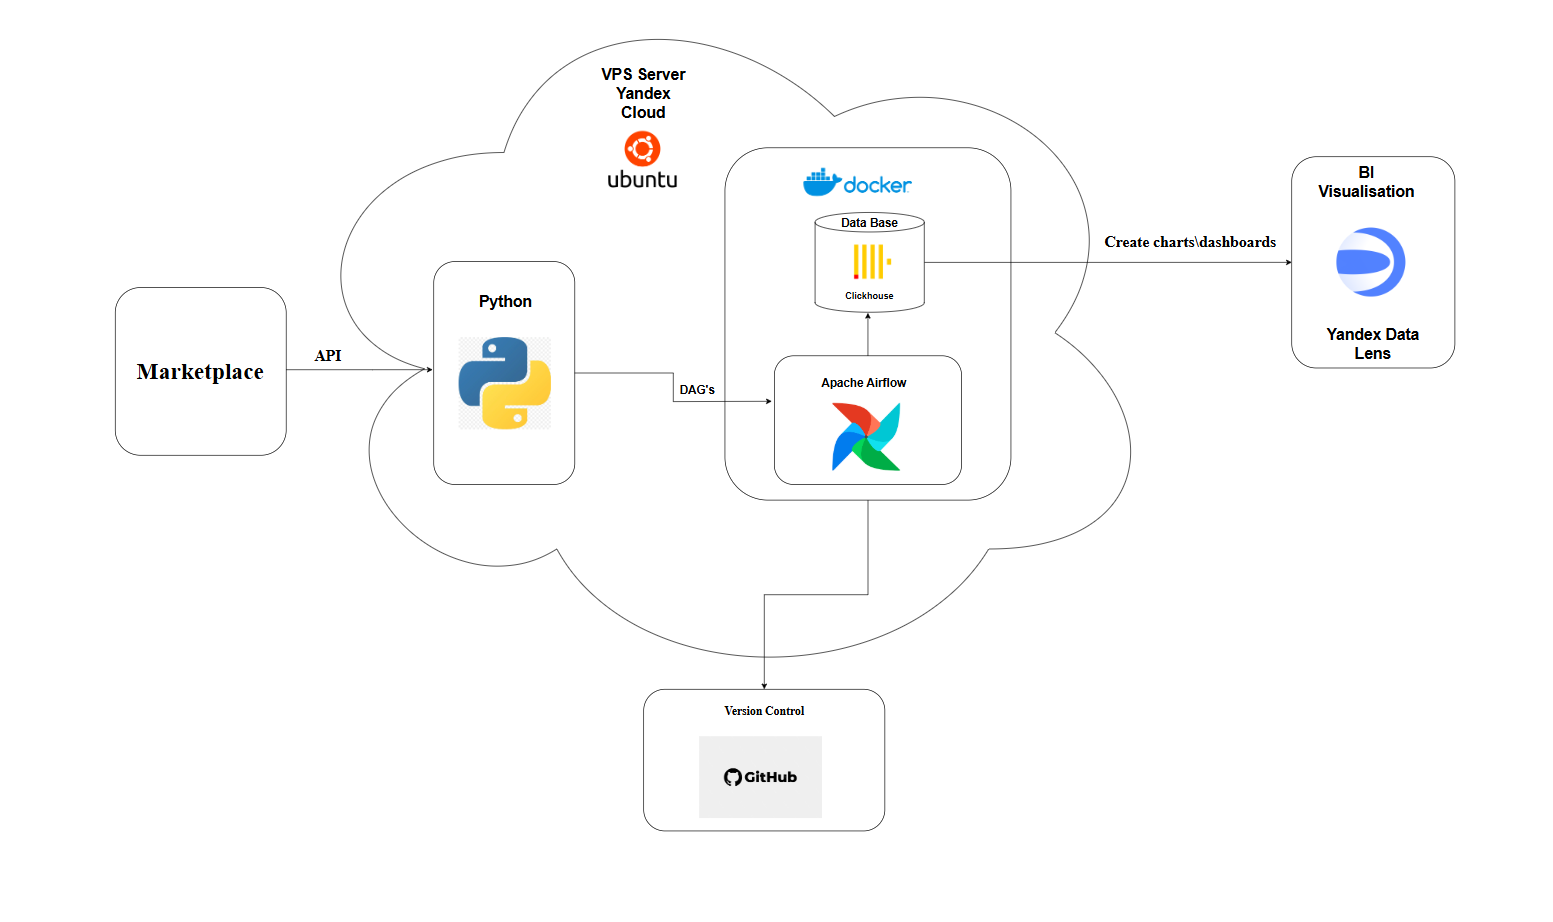 VPS Server
Yandex
Cloud
ubuntu
docker
Data Base
Clickhouse
Create charts\dashboards
BI
Visualisation
Yandex Data
Lens
Python
Marketplace
API
DAG's
Apache Airflow
Version Control
GitHub